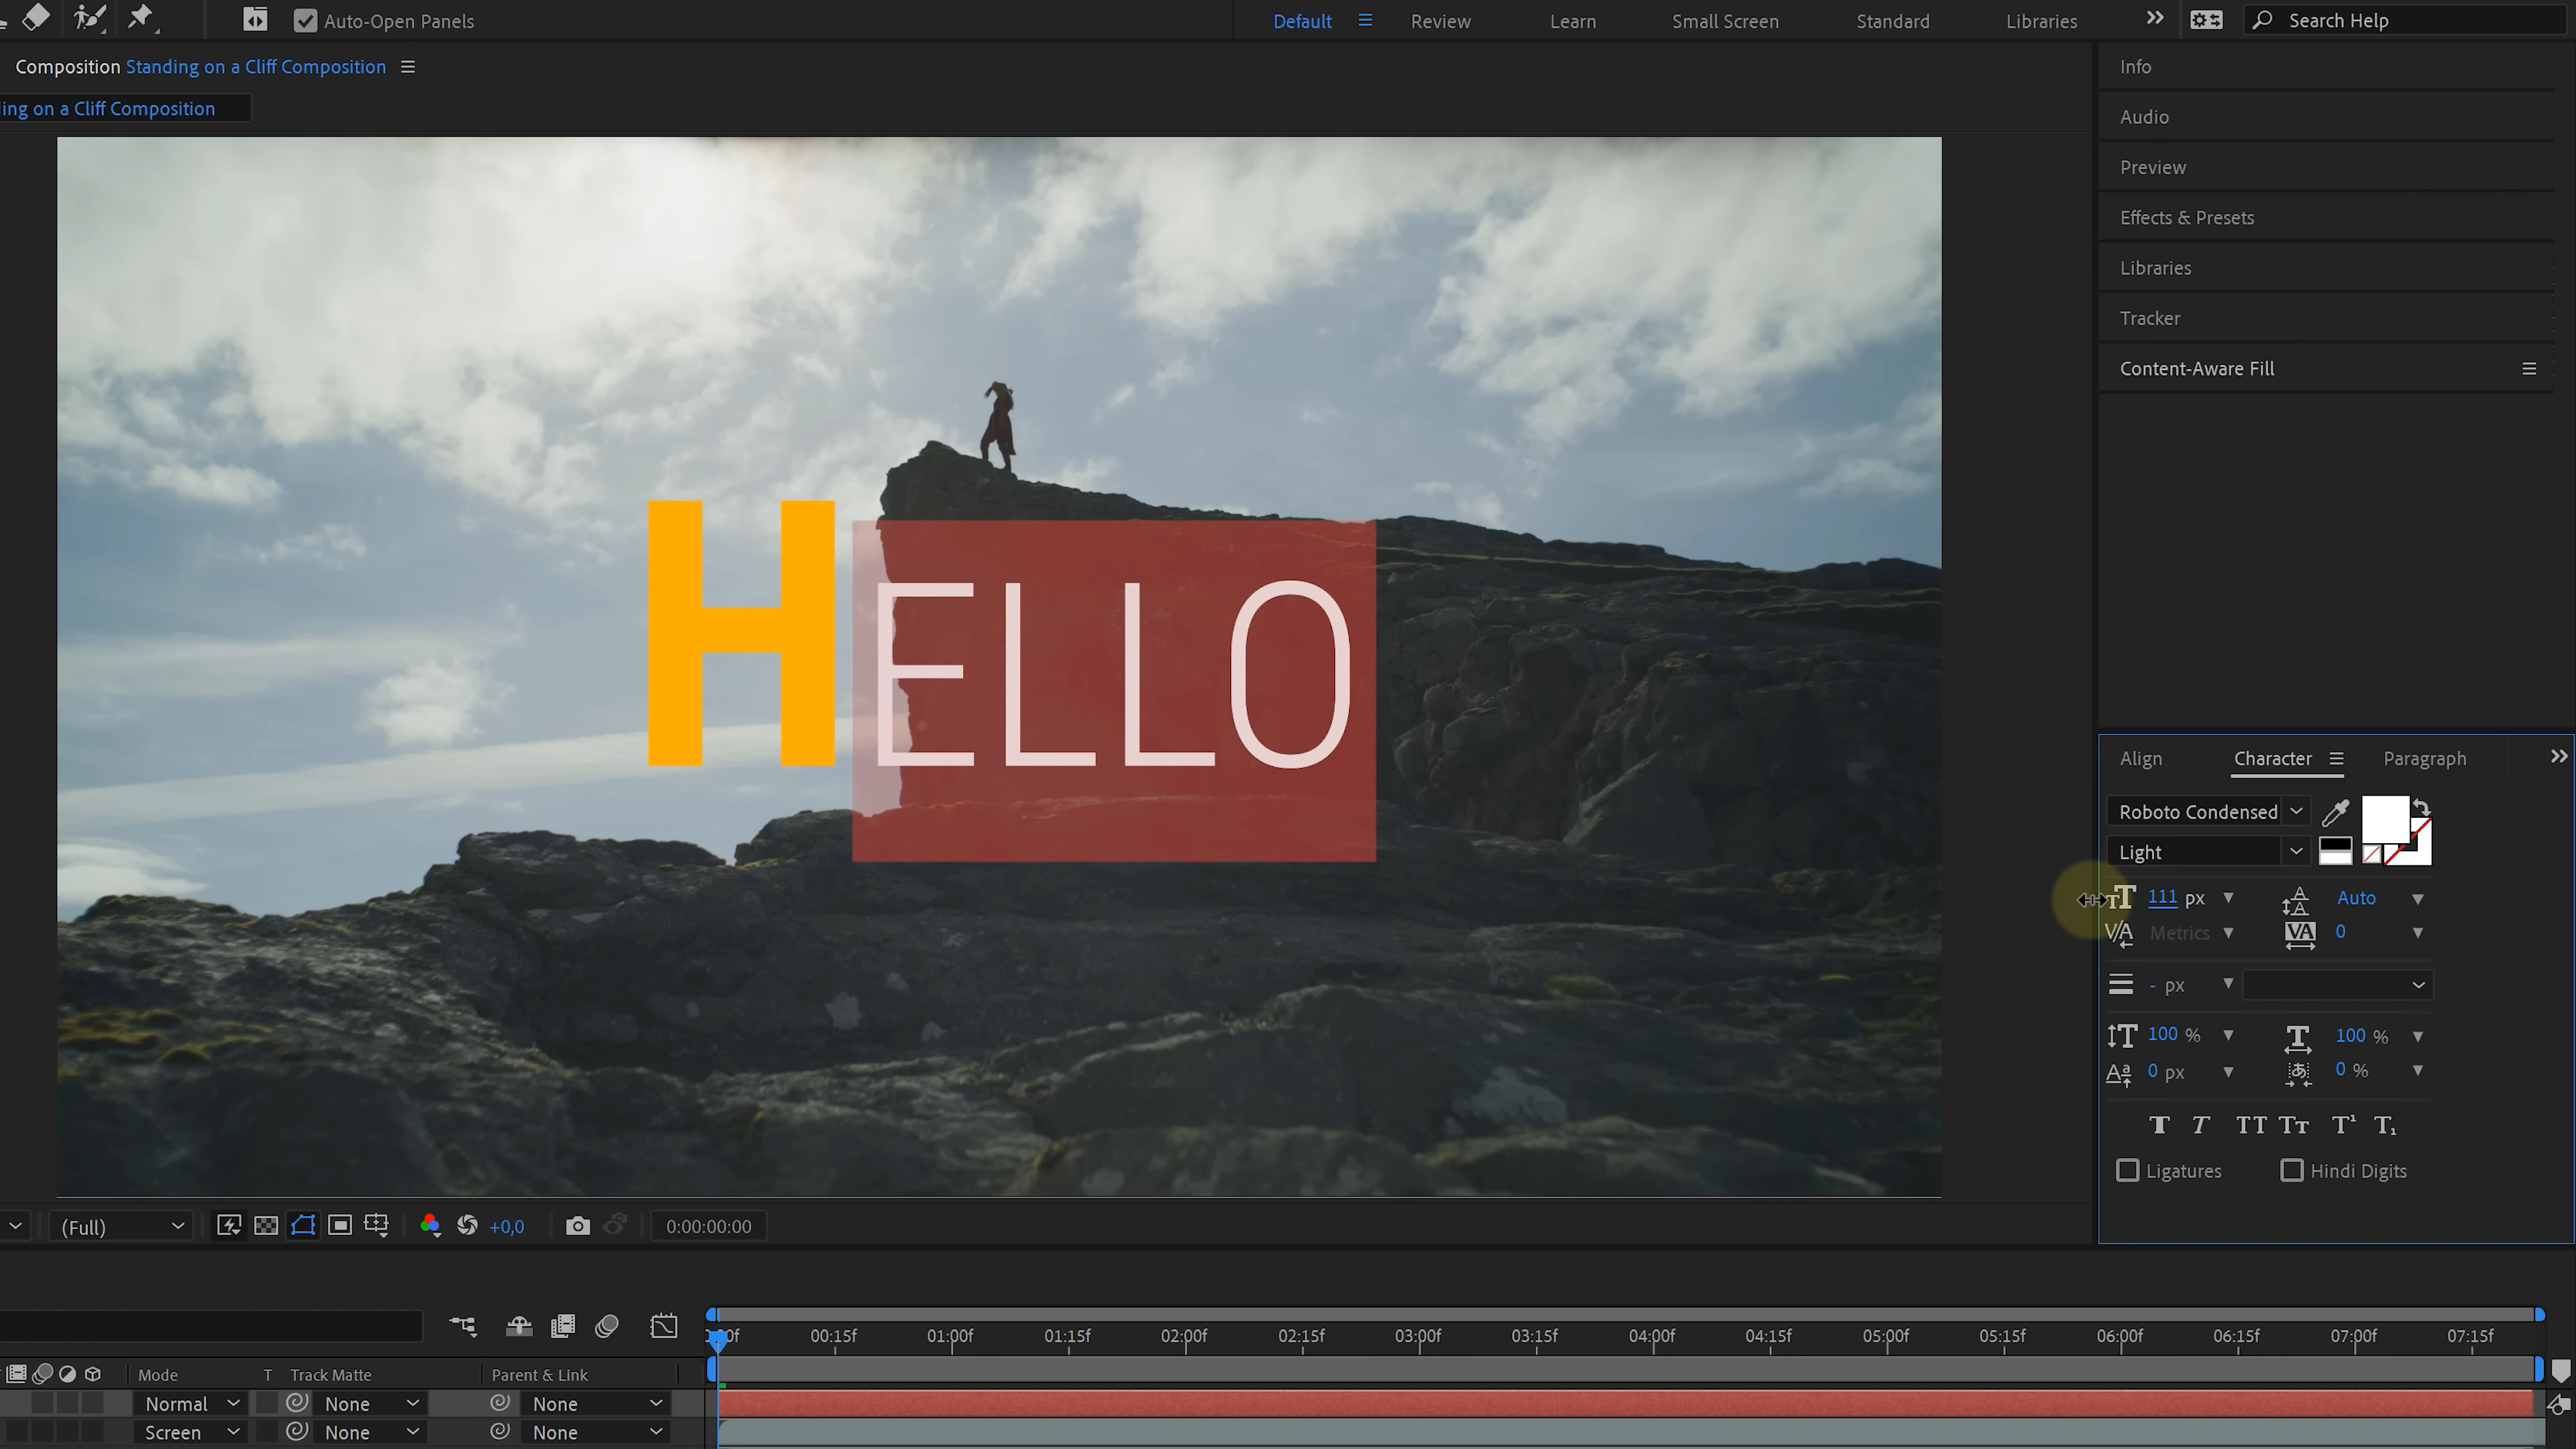 Auto-Open Panels
Default
Review
Learn
Small Screen
Standard
Libraries
Search Help
Composition Standing on a Cliff Composition
ing on a Cliff Composition
HELLO
Info
Audio
Preview
Effects & Presets
Libraries
Tracker
Content-Aware Fill
Align
Character
Paragraph
Roboto Condensed
Light
111 px
Auto
Metrics
0
- px
100 %
100 %
0 px
0 %
T T TT Tт T¹ T₁
Ligatures
Hindi Digits
(Full)
+0,0
0:00:00:00
00:15f
01:00f
01:15f
02:00f
02:15f
03:00f
03:15f
04:00f
04:15f
05:00f
05:15f
06:00f
06:15f
07:00f
07:15f
Mode
T
Track Matte
Parent & Link
Normal
None
None
Screen
None
None